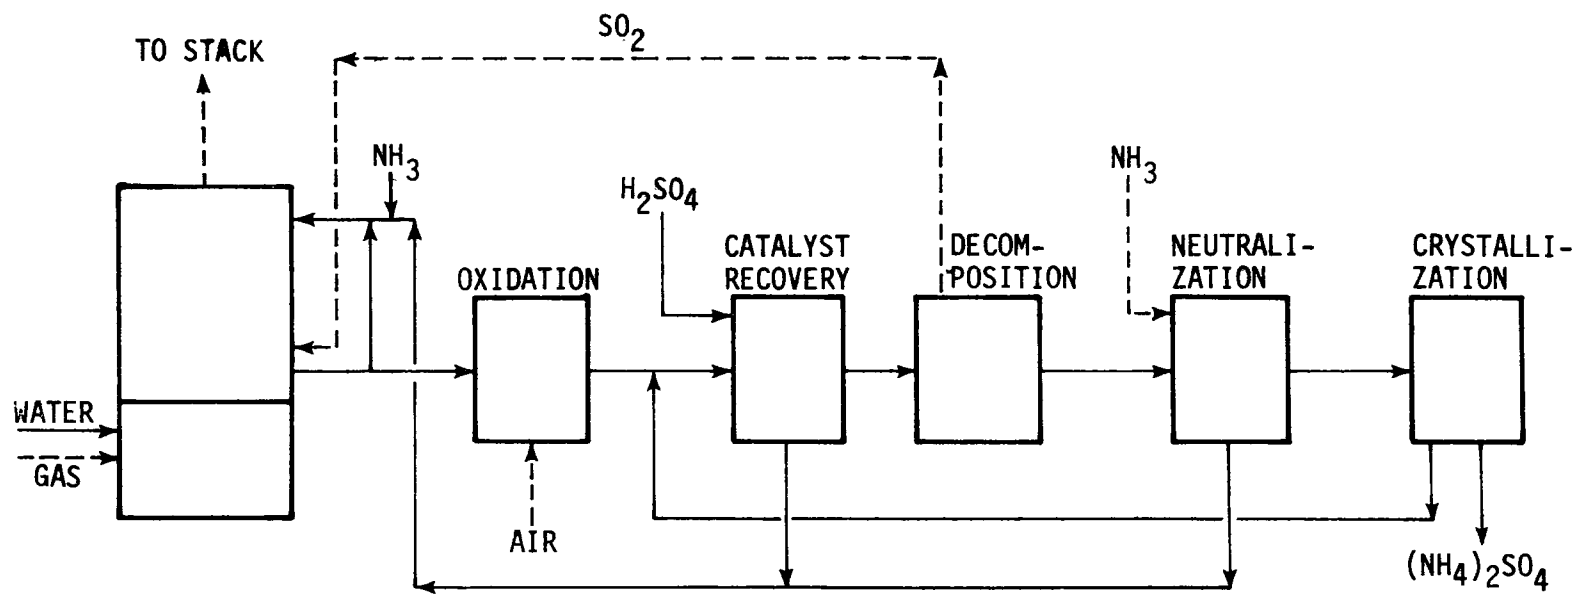 SO2
TO STACK
NH3
NH3
H2SO4
OXIDATION
CATALYST
RECOVERY
DECOM-
POSITION
NEUTRALI-
ZATION
CRYSTALLI-
ZATION
WATER
GAS
AIR
(NH4)2SO4